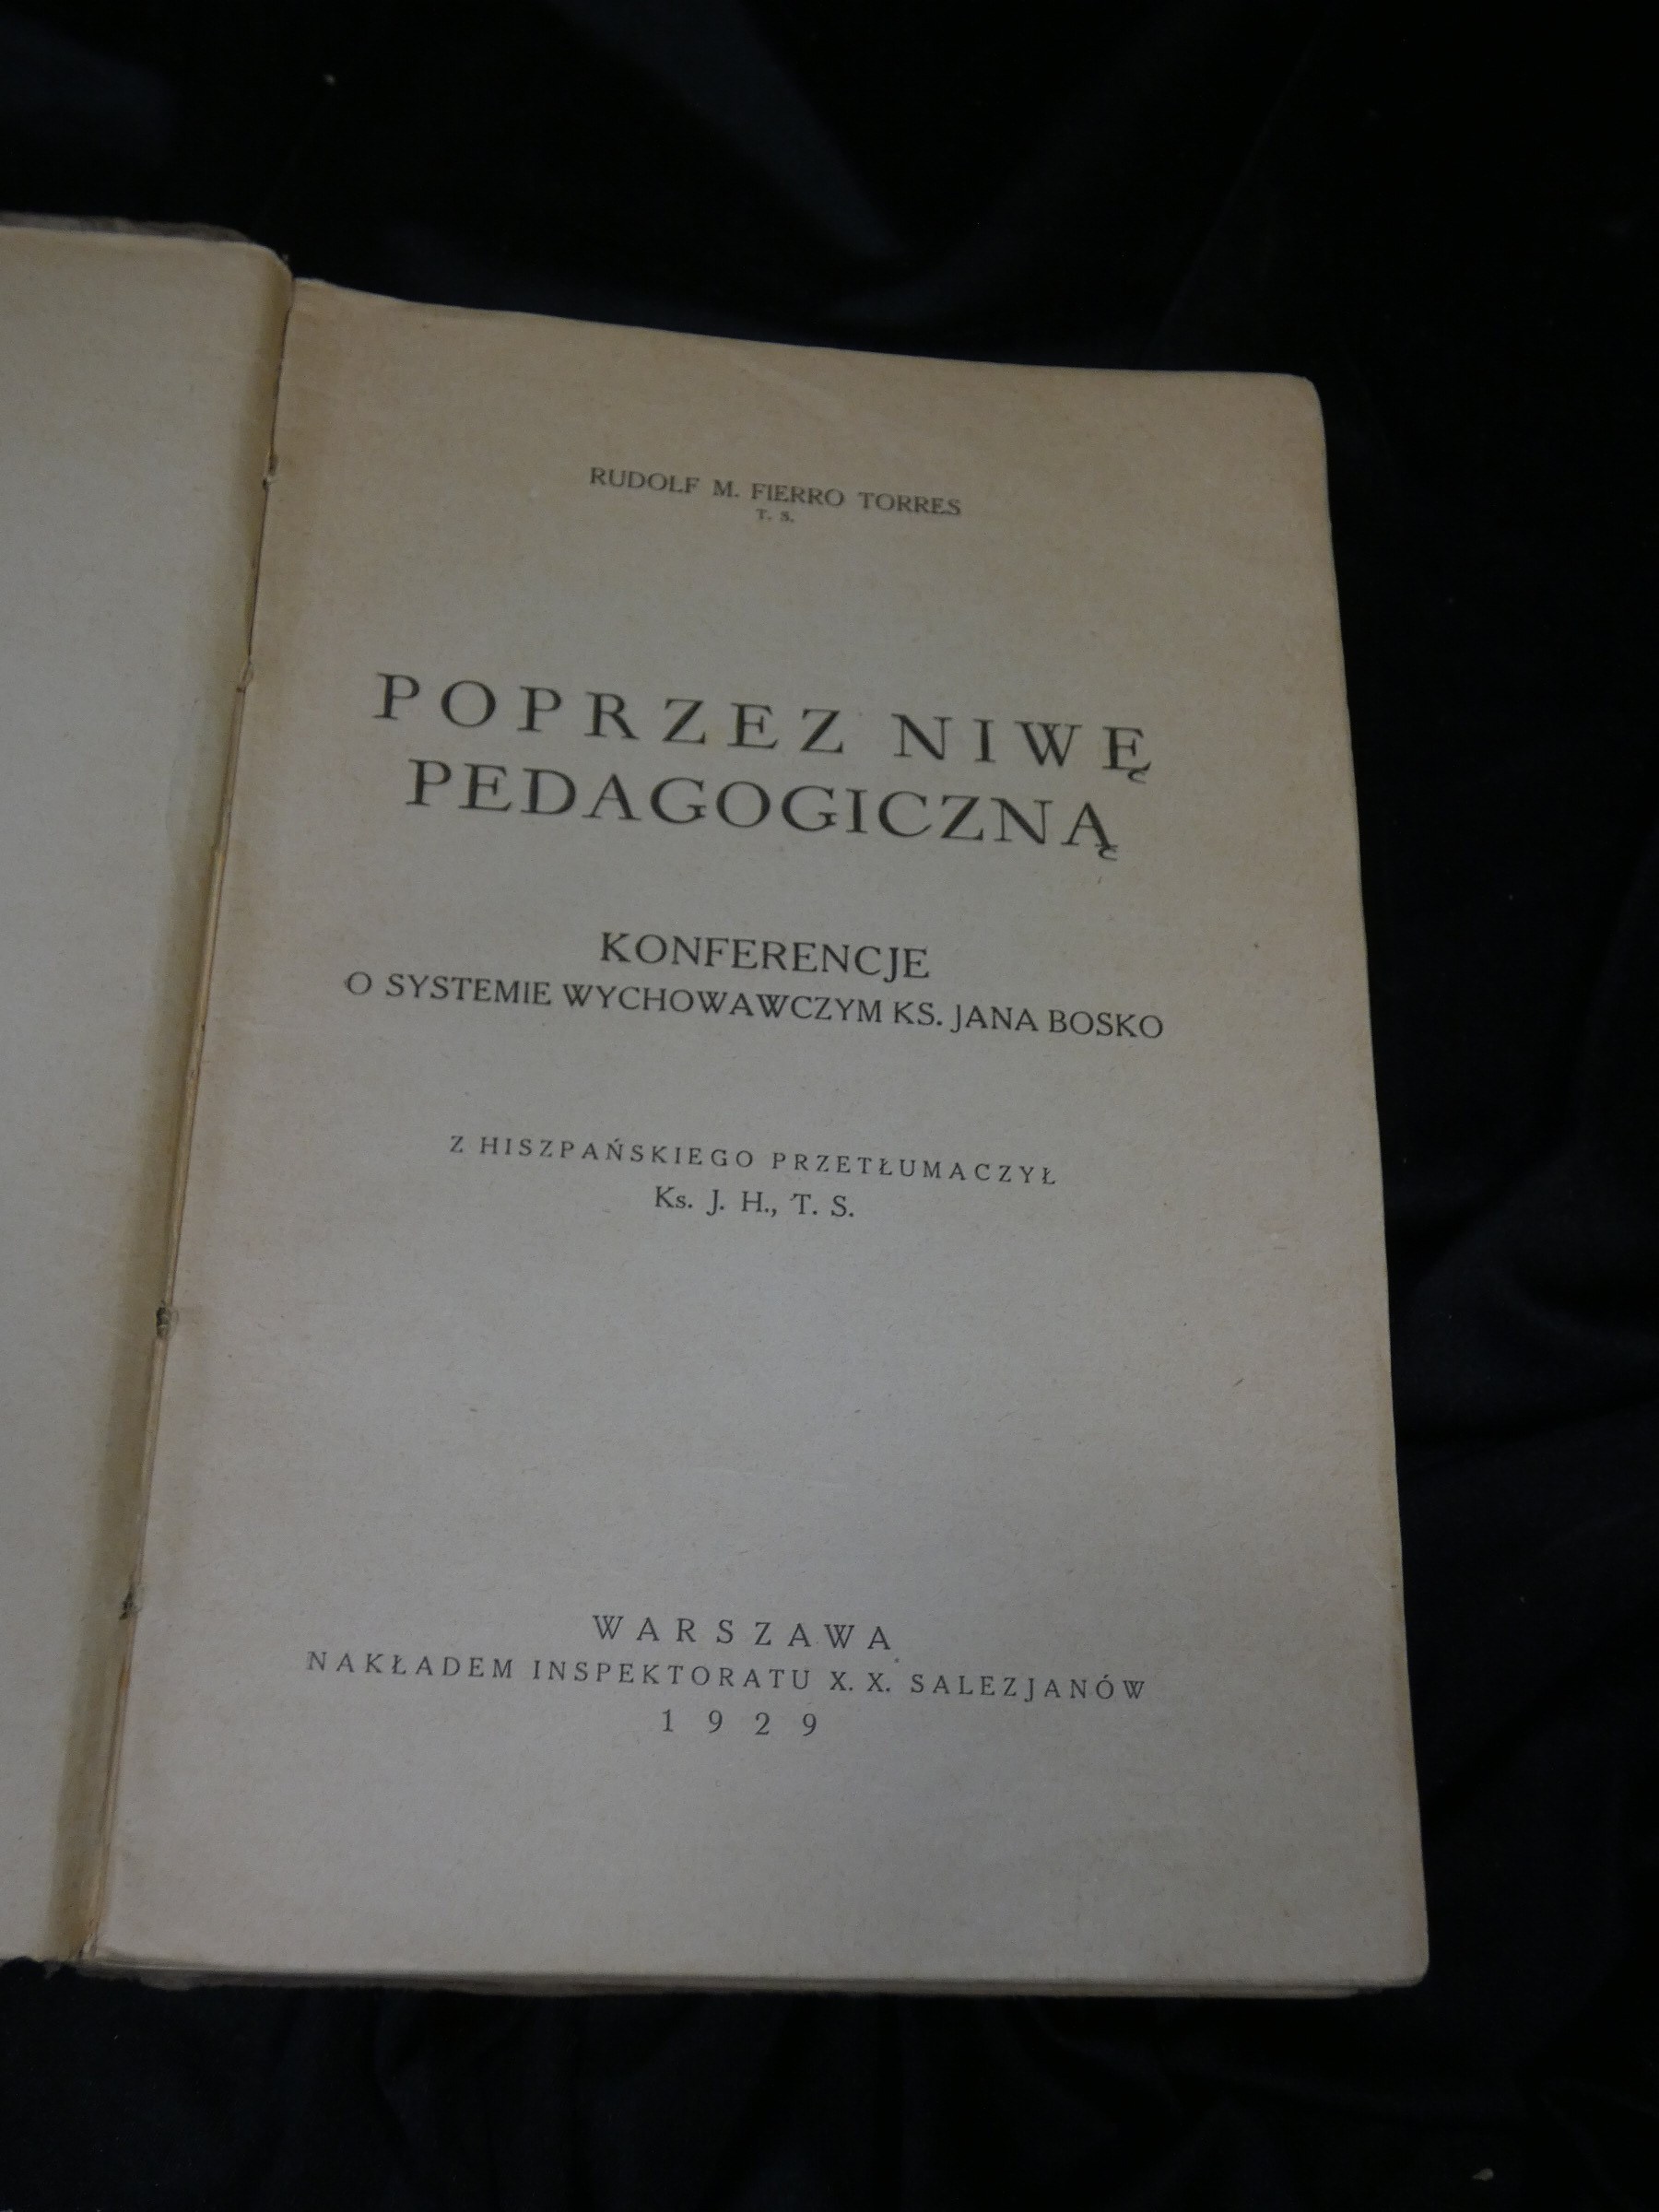 RUDOLF M. FIERRO TORRES
T. S.
POPRZEZ NIWĘ
PEDAGOGICZNĄ
KONFERENCJE
O SYSTEMIE WYCHOWAWCZYM KS. JANA BOSKO
Z HISZPAŃSKIEGO PRZETŁUMACZYŁ
Ks. J. H., T. S.
WARSZAWA
NAKŁADEM INSPEKTORATU X. X. SALEZJANÓW
1929